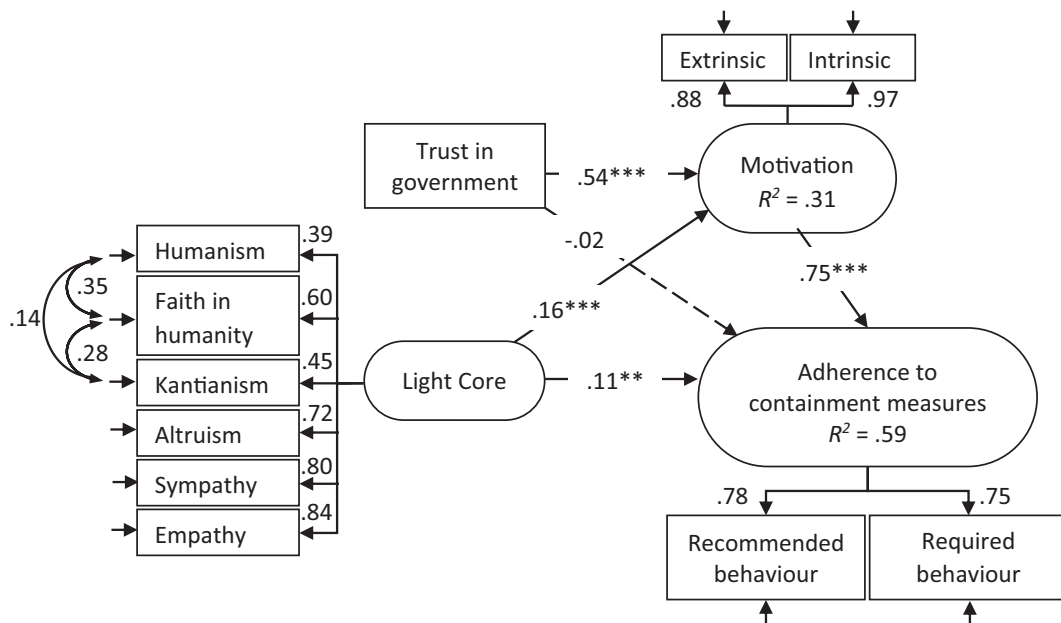 Extrinsic
Intrinsic
.88
.97
Trust in
government
.54***
Motivation
R² = .31
-.02
.39
Humanism
.35
.60
Faith in
humanity
.14
.28
.45
Kantianism
.72
Altruism
.80
Sympathy
.84
Empathy
.16***
.75***
Light Core
.11**
Adherence to
containment measures
R² = .59
.78
.75
Recommended
behaviour
Required
behaviour